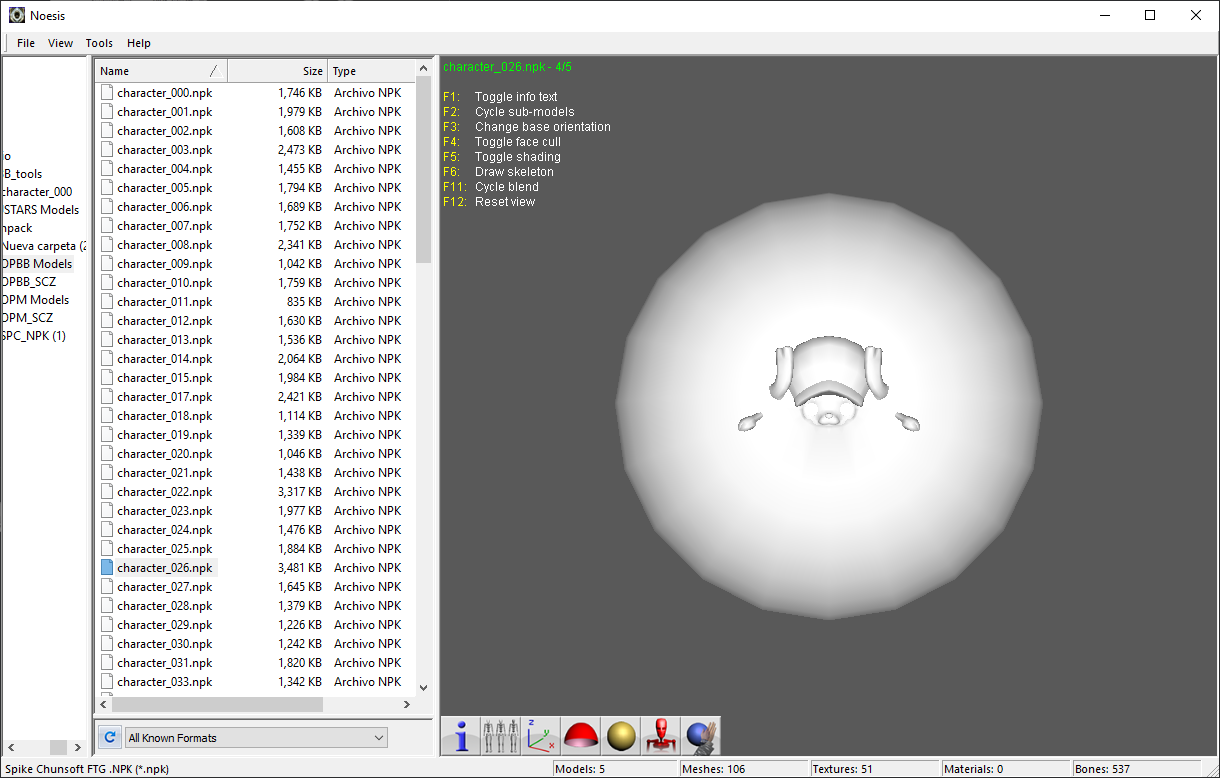 Noesis
File View Tools Help
io
B_tools
character_000
STARS Models
npack
Nueva carpeta (2
OPBB Models
OPBB_SCZ
OPM Models
OPM_SCZ
SPC_NPK (1)
Name Size Type
character_000.npk 1,746 KB Archivo NPK
character_001.npk 1,979 KB Archivo NPK
character_002.npk 1,608 KB Archivo NPK
character_003.npk 2,473 KB Archivo NPK
character_004.npk 1,455 KB Archivo NPK
character_005.npk 1,794 KB Archivo NPK
character_006.npk 1,689 KB Archivo NPK
character_007.npk 1,752 KB Archivo NPK
character_008.npk 2,341 KB Archivo NPK
character_009.npk 1,042 KB Archivo NPK
character_010.npk 1,759 KB Archivo NPK
character_011.npk 835 KB Archivo NPK
character_012.npk 1,630 KB Archivo NPK
character_013.npk 1,536 KB Archivo NPK
character_014.npk 2,064 KB Archivo NPK
character_015.npk 1,984 KB Archivo NPK
character_017.npk 2,421 KB Archivo NPK
character_018.npk 1,114 KB Archivo NPK
character_019.npk 1,339 KB Archivo NPK
character_020.npk 1,046 KB Archivo NPK
character_021.npk 1,438 KB Archivo NPK
character_022.npk 3,317 KB Archivo NPK
character_023.npk 1,977 KB Archivo NPK
character_024.npk 1,476 KB Archivo NPK
character_025.npk 1,884 KB Archivo NPK
character_026.npk 3,481 KB Archivo NPK
character_027.npk 1,645 KB Archivo NPK
character_028.npk 1,379 KB Archivo NPK
character_029.npk 1,226 KB Archivo NPK
character_030.npk 1,242 KB Archivo NPK
character_031.npk 1,820 KB Archivo NPK
character_033.npk 1,342 KB Archivo NPK
All Known Formats
character_026.npk - 4/5
F1: Toggle info text
F2: Cycle sub-models
F3: Change base orientation
F4: Toggle face cull
F5: Toggle shading
F6: Draw skeleton
F11: Cycle blend
F12: Reset view
z
y
x
Spike Chunsoft FTG .NPK (*.npk) Models: 5 Meshes: 106 Textures: 51 Materials: 0 Bones: 537